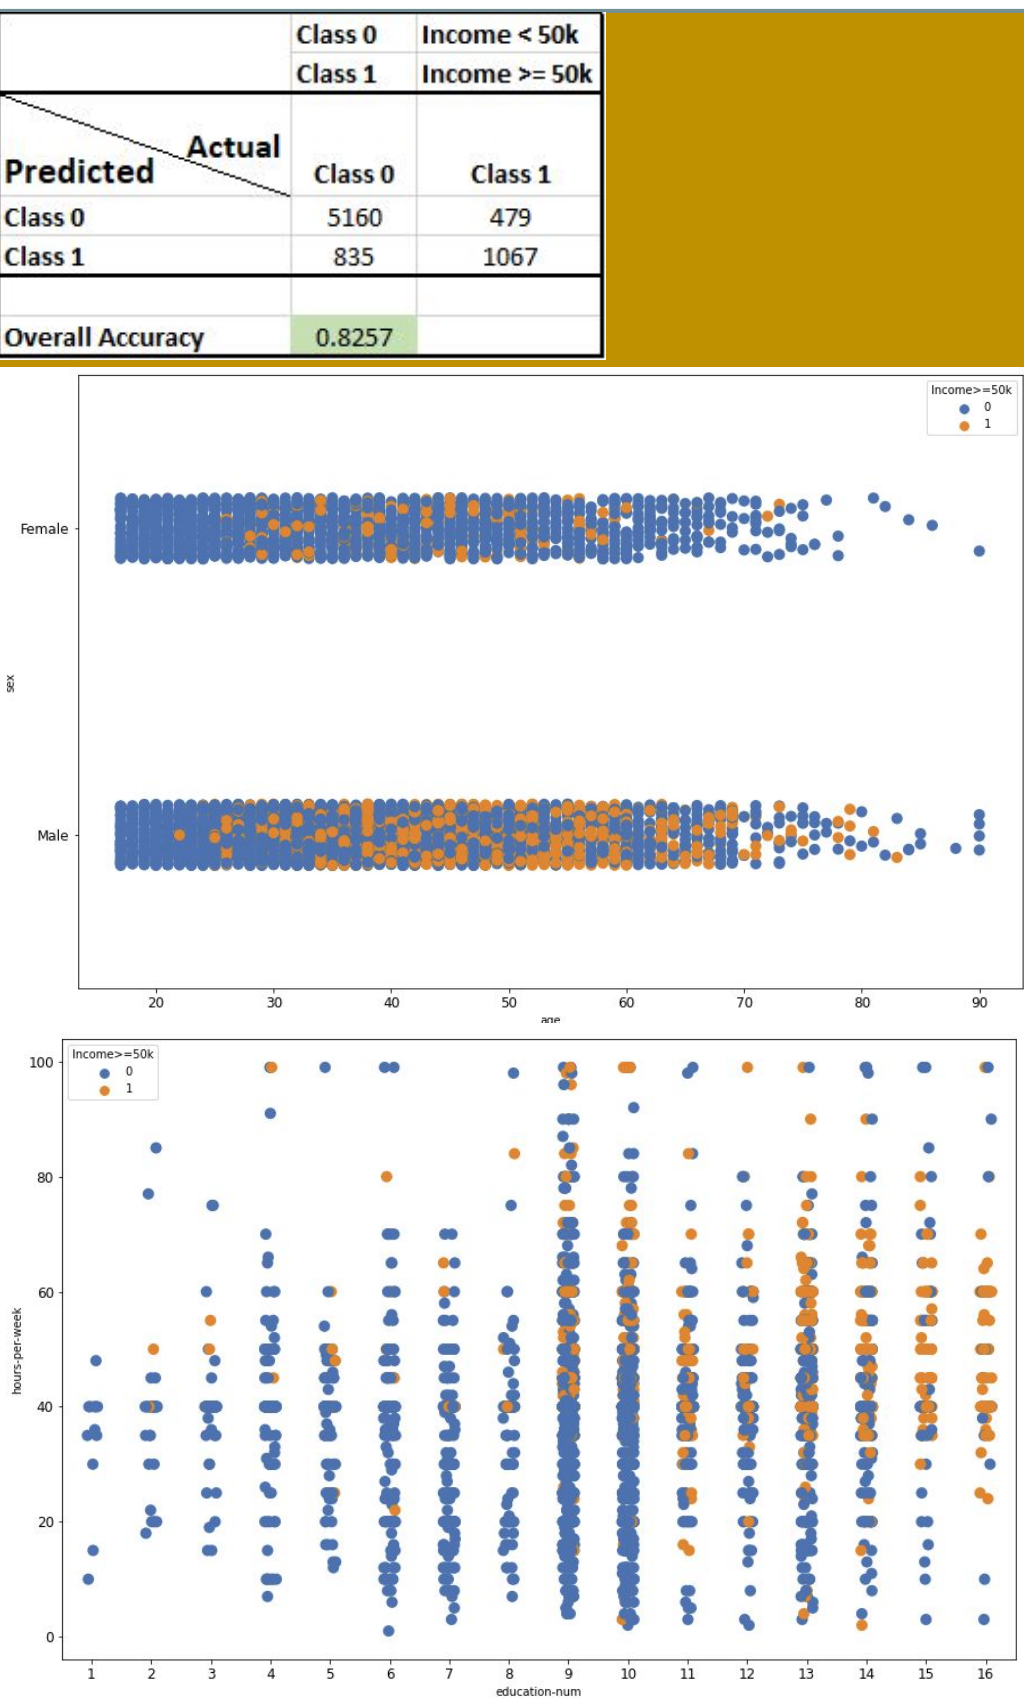 Class 0 Income < 50k
Class 1 Income >= 50k
Actual
Predicted Class 0 Class 1
Class 0 5160 479
Class 1 835 1067
Overall Accuracy 0.8257
Income>=50k
0
1
Female
sex
Male
20 30 40 50 60 70 80 90
age
Income>=50k
0
1
100
80
60
hours-per-week
40
20
0
1 2 3 4 5 6 7 8 9 10 11 12 13 14 15 16
education-num